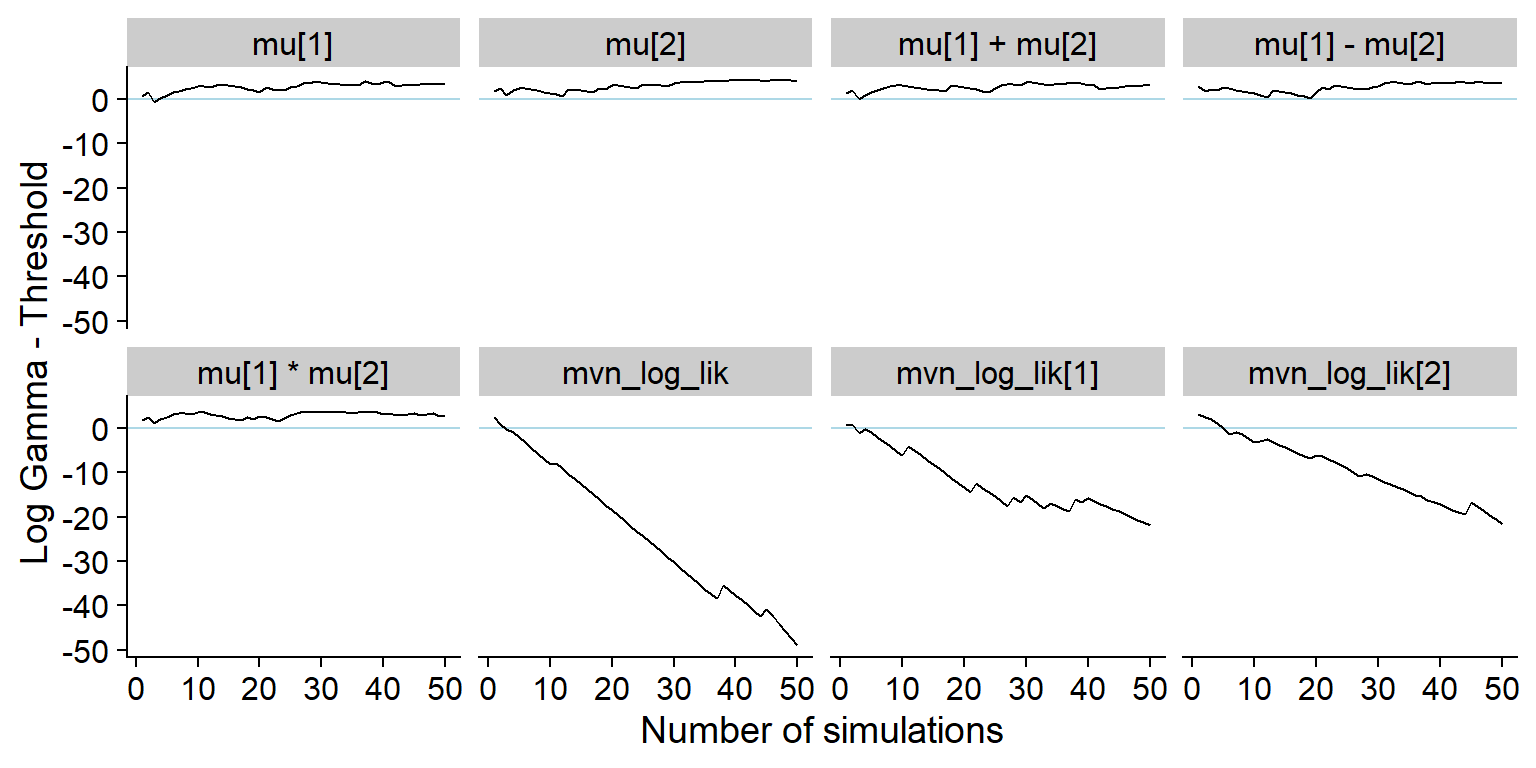 mu[1] mu[2] mu[1] + mu[2] mu[1] - mu[2]
0
-10
-20
-30
-40
-50
Log Gamma - Threshold
mu[1] * mu[2] mvn_log_lik mvn_log_lik[1] mvn_log_lik[2]
0
-10
-20
-30
-40
-50
0 10 20 30 40 50 0 10 20 30 40 50 0 10 20 30 40 50 0 10 20 30 40 50
Number of simulations